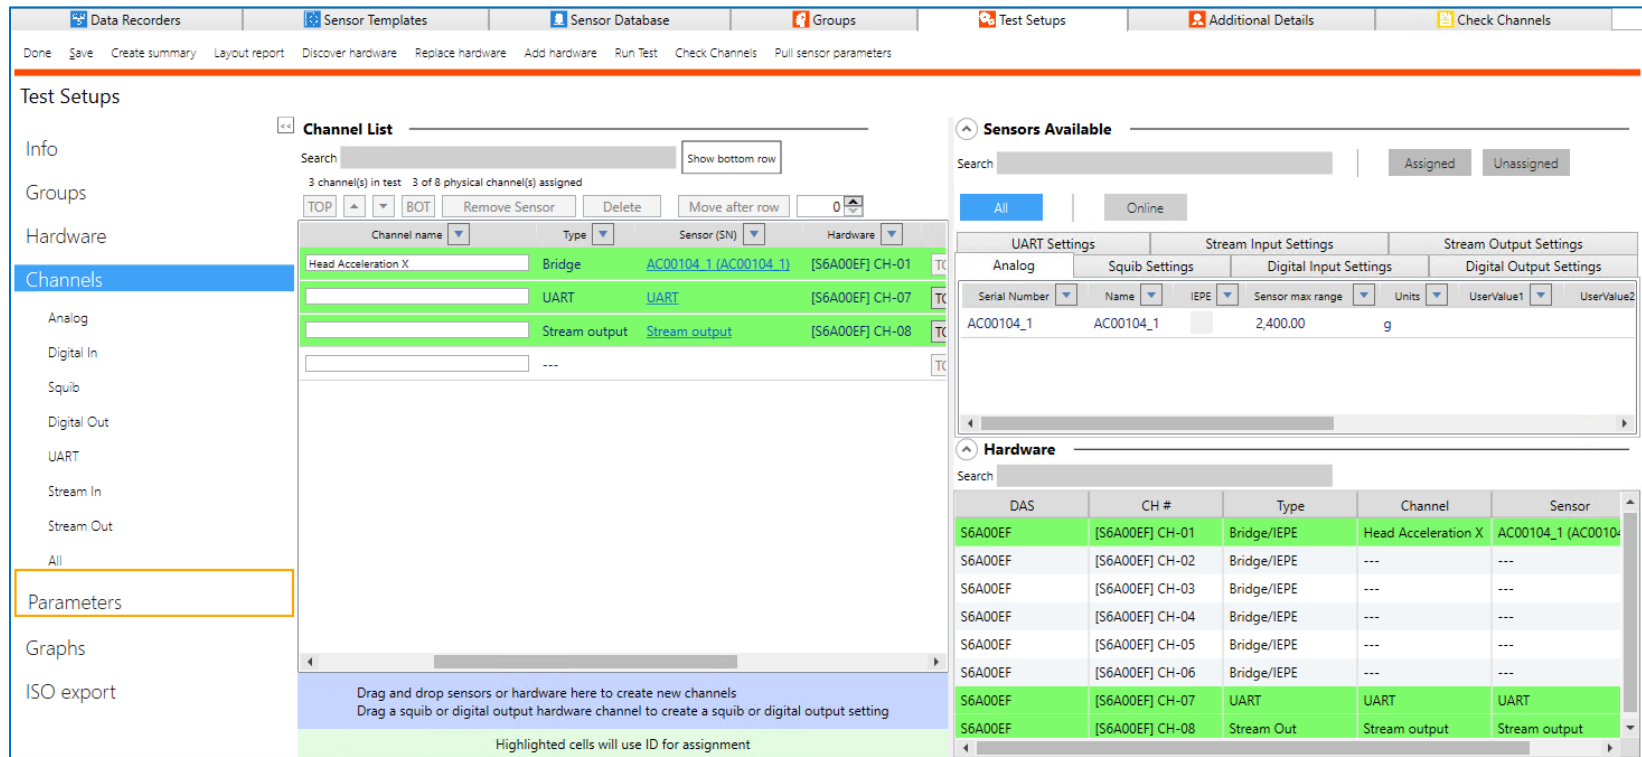 Data Recorders
Sensor Templates
Sensor Database
Groups
Test Setups
Additional Details
Check Channels
Done Save Create summary Layout report Discover hardware Replace hardware Add hardware Run Test Check Channels Pull sensor parameters
Test Setups
Info
Groups
Hardware
Channels
Analog
Digital In
Squib
Digital Out
UART
Stream In
Stream Out
All
Parameters
Graphs
ISO export
<< Channel List
Search
Show bottom row
3 channel(s) in test 3 of 8 physical channel(s) assigned
TOP BOT Remove Sensor Delete Move after row 0
Channel name Type Sensor (SN) Hardware
Head Acceleration X Bridge AC00104_1 (AC00104_1) [S6A00EF] CH-01
UART UART [S6A00EF] CH-07
Stream output Stream output [S6A00EF] CH-08
---
Drag and drop sensors or hardware here to create new channels
Drag a squib or digital output hardware channel to create a squib or digital output setting
Highlighted cells will use ID for assignment
Sensors Available
Search
Assigned Unassigned
All Online
UART Settings Stream Input Settings Stream Output Settings
Analog Squib Settings Digital Input Settings Digital Output Settings
Serial Number Name IEPE Sensor max range Units UserValue1 UserValue2
AC00104_1 AC00104_1 2,400.00 g
Hardware
Search
DAS CH # Type Channel Sensor
S6A00EF [S6A00EF] CH-01 Bridge/IEPE Head Acceleration X AC00104_1 (AC00104
S6A00EF [S6A00EF] CH-02 Bridge/IEPE --- ---
S6A00EF [S6A00EF] CH-03 Bridge/IEPE --- ---
S6A00EF [S6A00EF] CH-04 Bridge/IEPE --- ---
S6A00EF [S6A00EF] CH-05 Bridge/IEPE --- ---
S6A00EF [S6A00EF] CH-06 Bridge/IEPE --- ---
S6A00EF [S6A00EF] CH-07 UART UART UART
S6A00EF [S6A00EF] CH-08 Stream Out Stream output Stream output